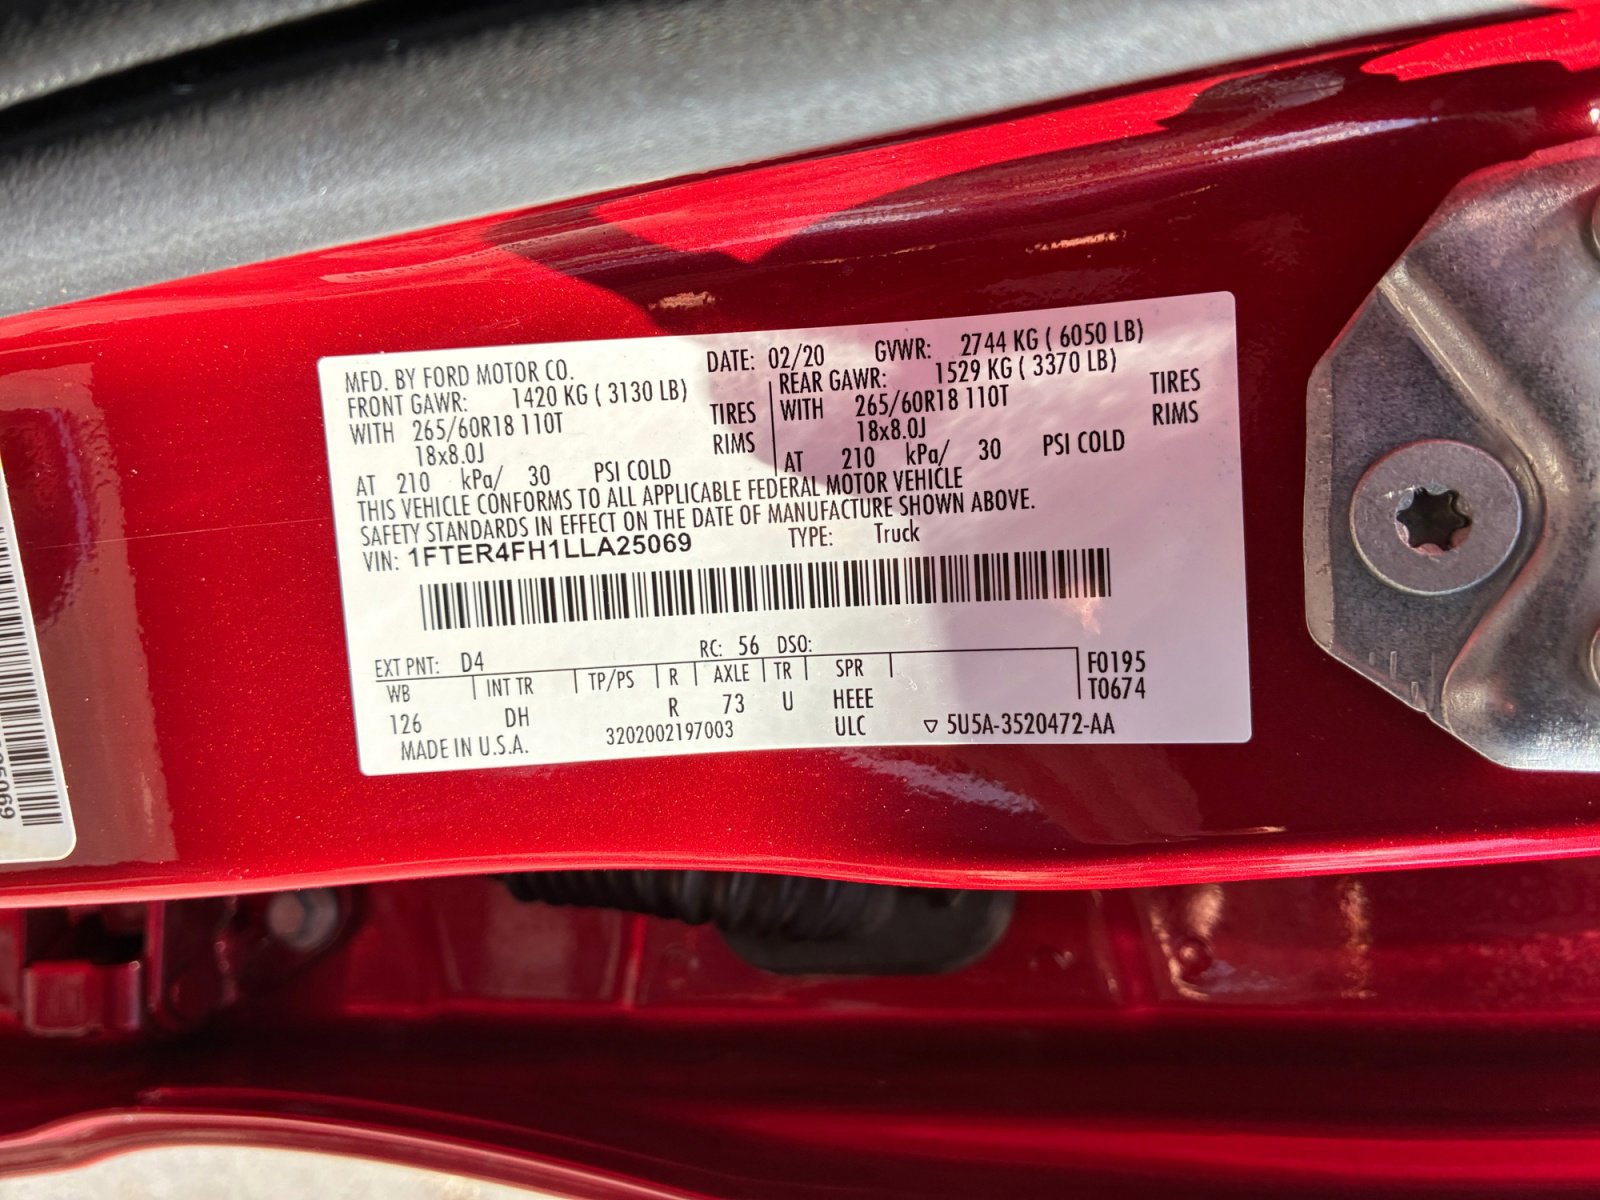 MFD. BY FORD MOTOR CO. DATE: 02/20 GVWR: 2744 KG ( 6050 LB)
FRONT GAWR: 1420 KG ( 3130 LB) REAR GAWR: 1529 KG ( 3370 LB)
WITH 265/60R18 110T TIRES WITH 265/60R18 110T TIRES
18x8.0J RIMS 18x8.0J RIMS
AT 210 kPa/ 30 PSI COLD AT 210 kPa/ 30 PSI COLD
THIS VEHICLE CONFORMS TO ALL APPLICABLE FEDERAL MOTOR VEHICLE
SAFETY STANDARDS IN EFFECT ON THE DATE OF MANUFACTURE SHOWN ABOVE.
VIN: 1FTER4FH1LLA25069 TYPE: Truck
EXT PNT: D4 RC: 56 DSO:
WB INT TR TP/PS R AXLE TR SPR F0195
126 DH R 73 U HEEE T0674
MADE IN U.S.A. 3202002197003 ULC ▽ 5U5A-3520472-AA